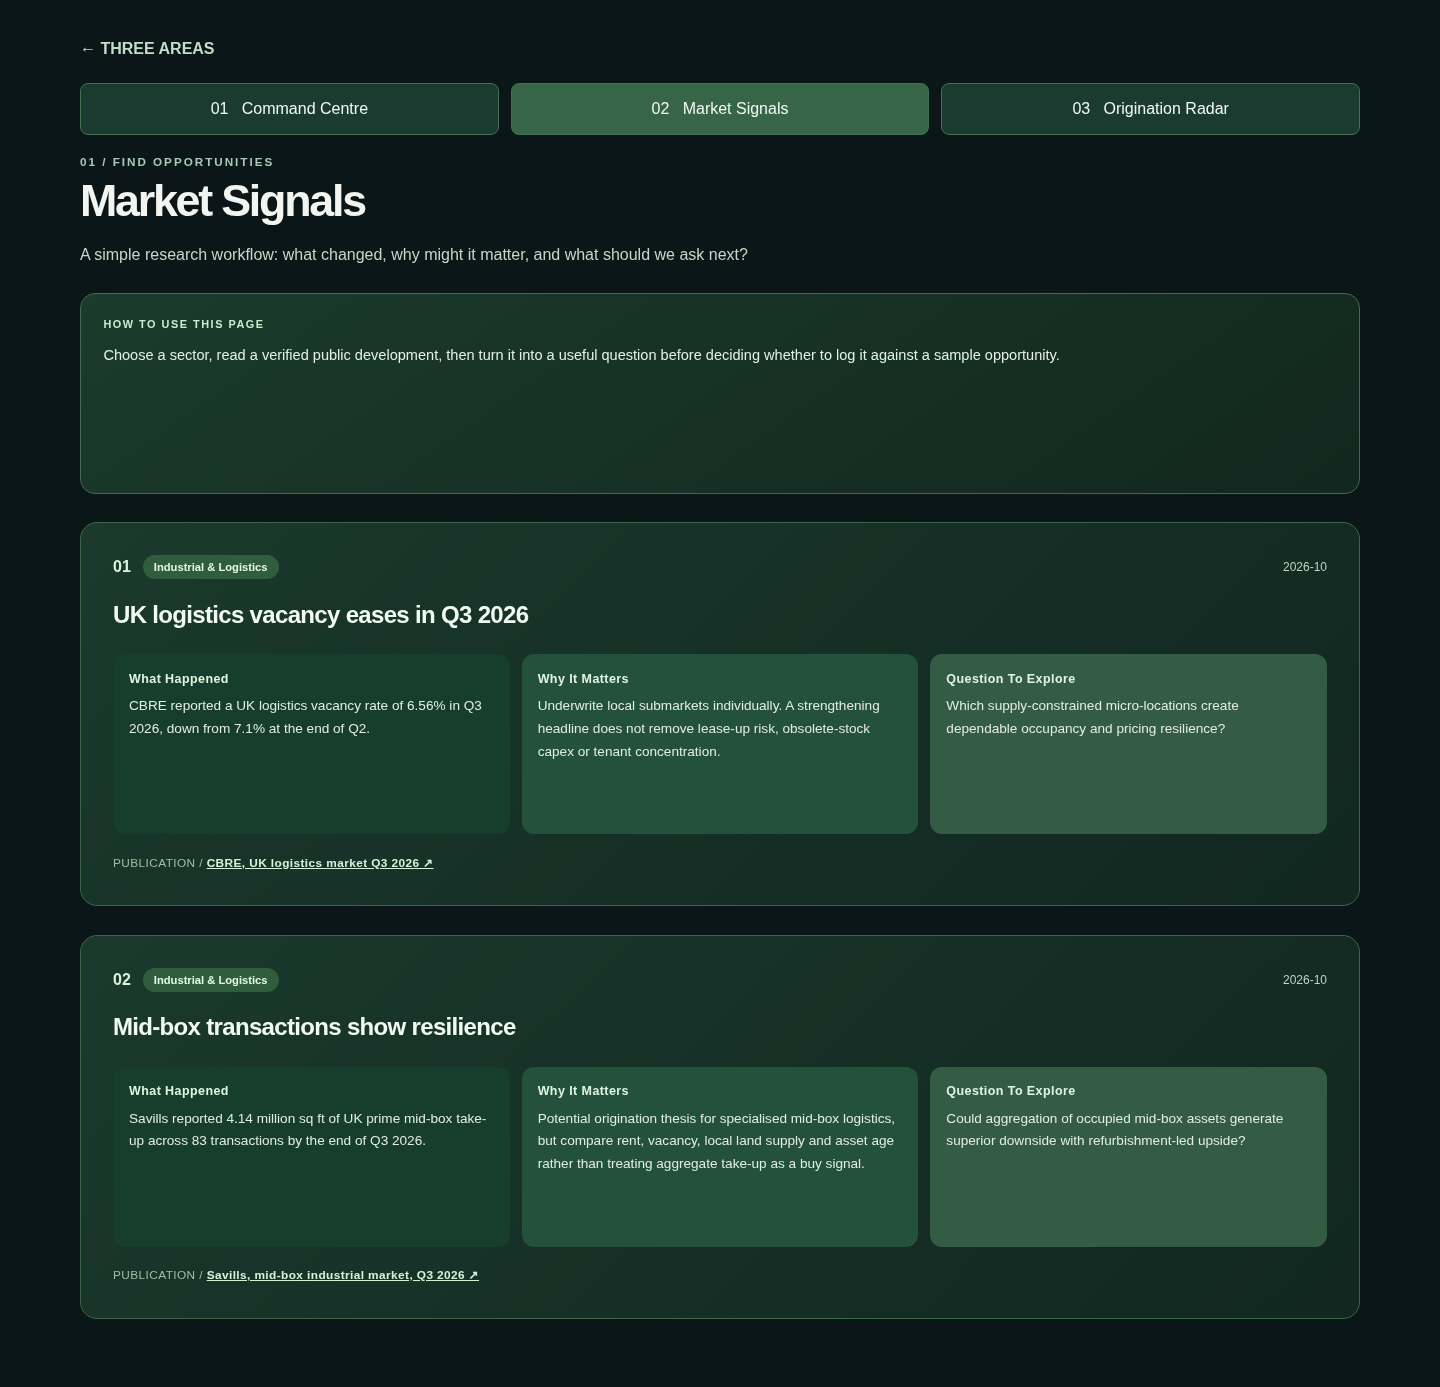 ← THREE AREAS
01 Command Centre
02 Market Signals
03 Origination Radar
01 / FIND OPPORTUNITIES
Market Signals
A simple research workflow: what changed, why might it matter, and what should we ask next?
HOW TO USE THIS PAGE
Choose a sector, read a verified public development, then turn it into a useful question before deciding whether to log it against a sample opportunity.
01 Industrial & Logistics
2026-10
UK logistics vacancy eases in Q3 2026
What Happened
CBRE reported a UK logistics vacancy rate of 6.56% in Q3
2026, down from 7.1% at the end of Q2.
Why It Matters
Underwrite local submarkets individually. A strengthening
headline does not remove lease-up risk, obsolete-stock
capex or tenant concentration.
Question To Explore
Which supply-constrained micro-locations create
dependable occupancy and pricing resilience?
PUBLICATION / CBRE, UK logistics market Q3 2026 ↗
02 Industrial & Logistics
2026-10
Mid-box transactions show resilience
What Happened
Savills reported 4.14 million sq ft of UK prime mid-box take-
up across 83 transactions by the end of Q3 2026.
Why It Matters
Potential origination thesis for specialised mid-box logistics,
but compare rent, vacancy, local land supply and asset age
rather than treating aggregate take-up as a buy signal.
Question To Explore
Could aggregation of occupied mid-box assets generate
superior downside with refurbishment-led upside?
PUBLICATION / Savills, mid-box industrial market, Q3 2026 ↗